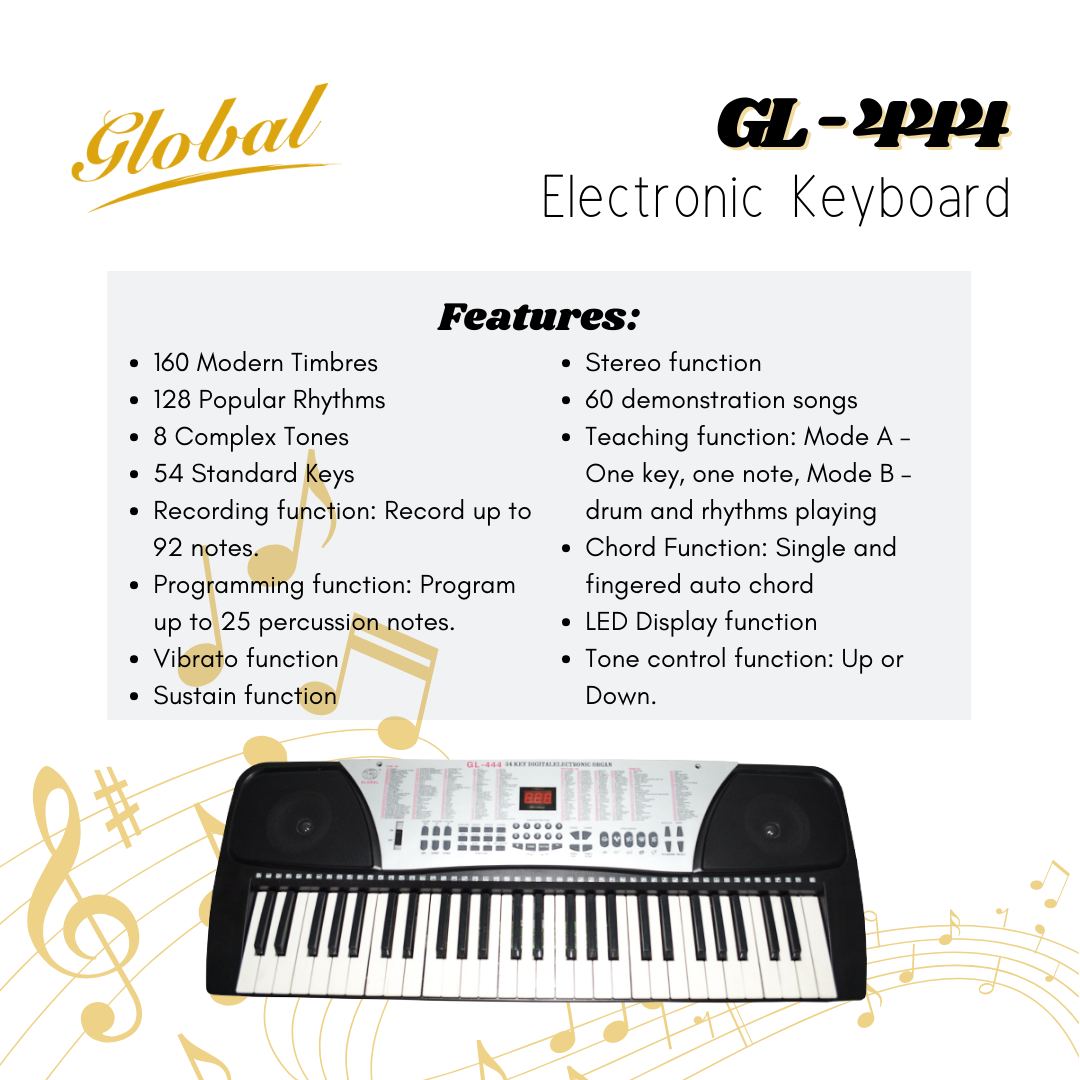 Global
GL-444
Electronic Keyboard
Features:
• 160 Modern Timbres
• 128 Popular Rhythms
• 8 Complex Tones
• 54 Standard Keys
• Recording function: Record up to
92 notes.
• Programming function: Program
up to 25 percussion notes.
• Vibrato function
• Sustain function
• Stereo function
• 60 demonstration songs
• Teaching function: Mode A –
One key, one note, Mode B –
drum and rhythms playing
• Chord Function: Single and
fingered auto chord
• LED Display function
• Tone control function: Up or
Down.
GL-444 54 KEY DIGITAL ELECTRONIC ORGAN